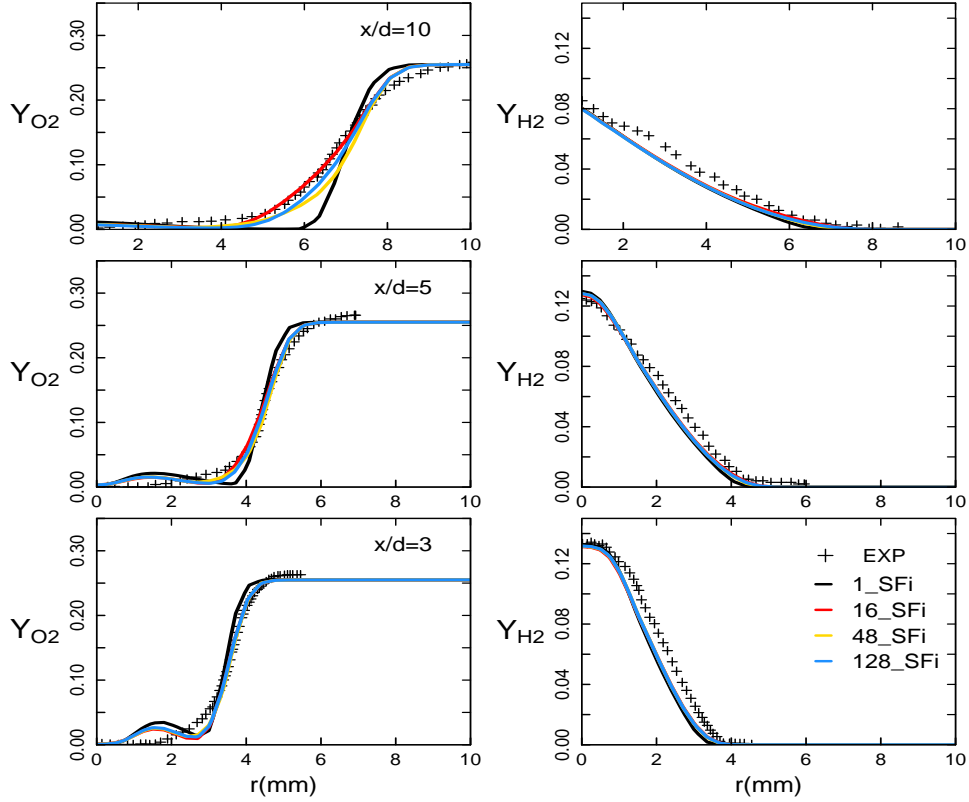 x/d=10
Y_O2
0.00 0.10 0.20 0.30
2 4 6 8 10
Y_H2
0.00 0.04 0.08 0.12
2 4 6 8 10
x/d=5
Y_O2
0.00 0.10 0.20 0.30
0 2 4 6 8 10
Y_H2
0.00 0.04 0.08 0.12
0 2 4 6 8 10
x/d=3
Y_O2
0.00 0.10 0.20 0.30
0 2 4 6 8 10
r(mm)
Y_H2
0.00 0.04 0.08 0.12
0 2 4 6 8 10
r(mm)
EXP
1_SFi
16_SFi
48_SFi
128_SFi